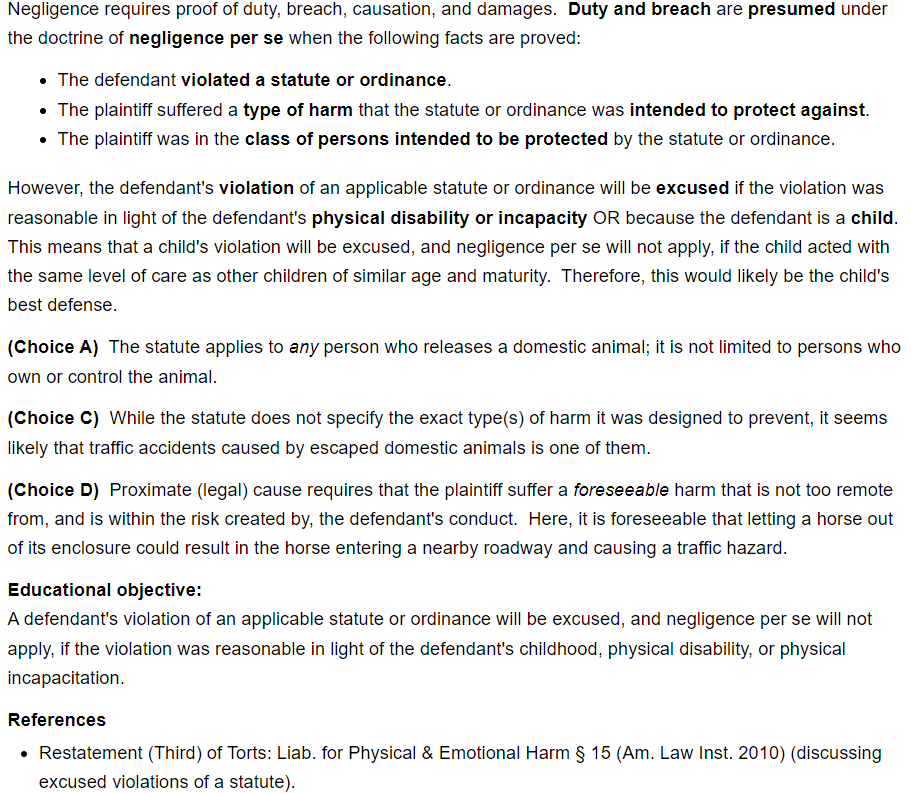 Negligence requires proof of duty, breach, causation, and damages.  Duty and breach are presumed under
the doctrine of negligence per se when the following facts are proved:
• The defendant violated a statute or ordinance.
• The plaintiff suffered a type of harm that the statute or ordinance was intended to protect against.
• The plaintiff was in the class of persons intended to be protected by the statute or ordinance.
However, the defendant's violation of an applicable statute or ordinance will be excused if the violation was
reasonable in light of the defendant's physical disability or incapacity OR because the defendant is a child.
This means that a child's violation will be excused, and negligence per se will not apply, if the child acted with
the same level of care as other children of similar age and maturity.  Therefore, this would likely be the child's
best defense.
(Choice A)  The statute applies to any person who releases a domestic animal; it is not limited to persons who
own or control the animal.
(Choice C)  While the statute does not specify the exact type(s) of harm it was designed to prevent, it seems
likely that traffic accidents caused by escaped domestic animals is one of them.
(Choice D)  Proximate (legal) cause requires that the plaintiff suffer a foreseeable harm that is not too remote
from, and is within the risk created by, the defendant's conduct.  Here, it is foreseeable that letting a horse out
of its enclosure could result in the horse entering a nearby roadway and causing a traffic hazard.
Educational objective:
A defendant's violation of an applicable statute or ordinance will be excused, and negligence per se will not
apply, if the violation was reasonable in light of the defendant's childhood, physical disability, or physical
incapacitation.
References
• Restatement (Third) of Torts: Liab. for Physical & Emotional Harm § 15 (Am. Law Inst. 2010) (discussing
excused violations of a statute).